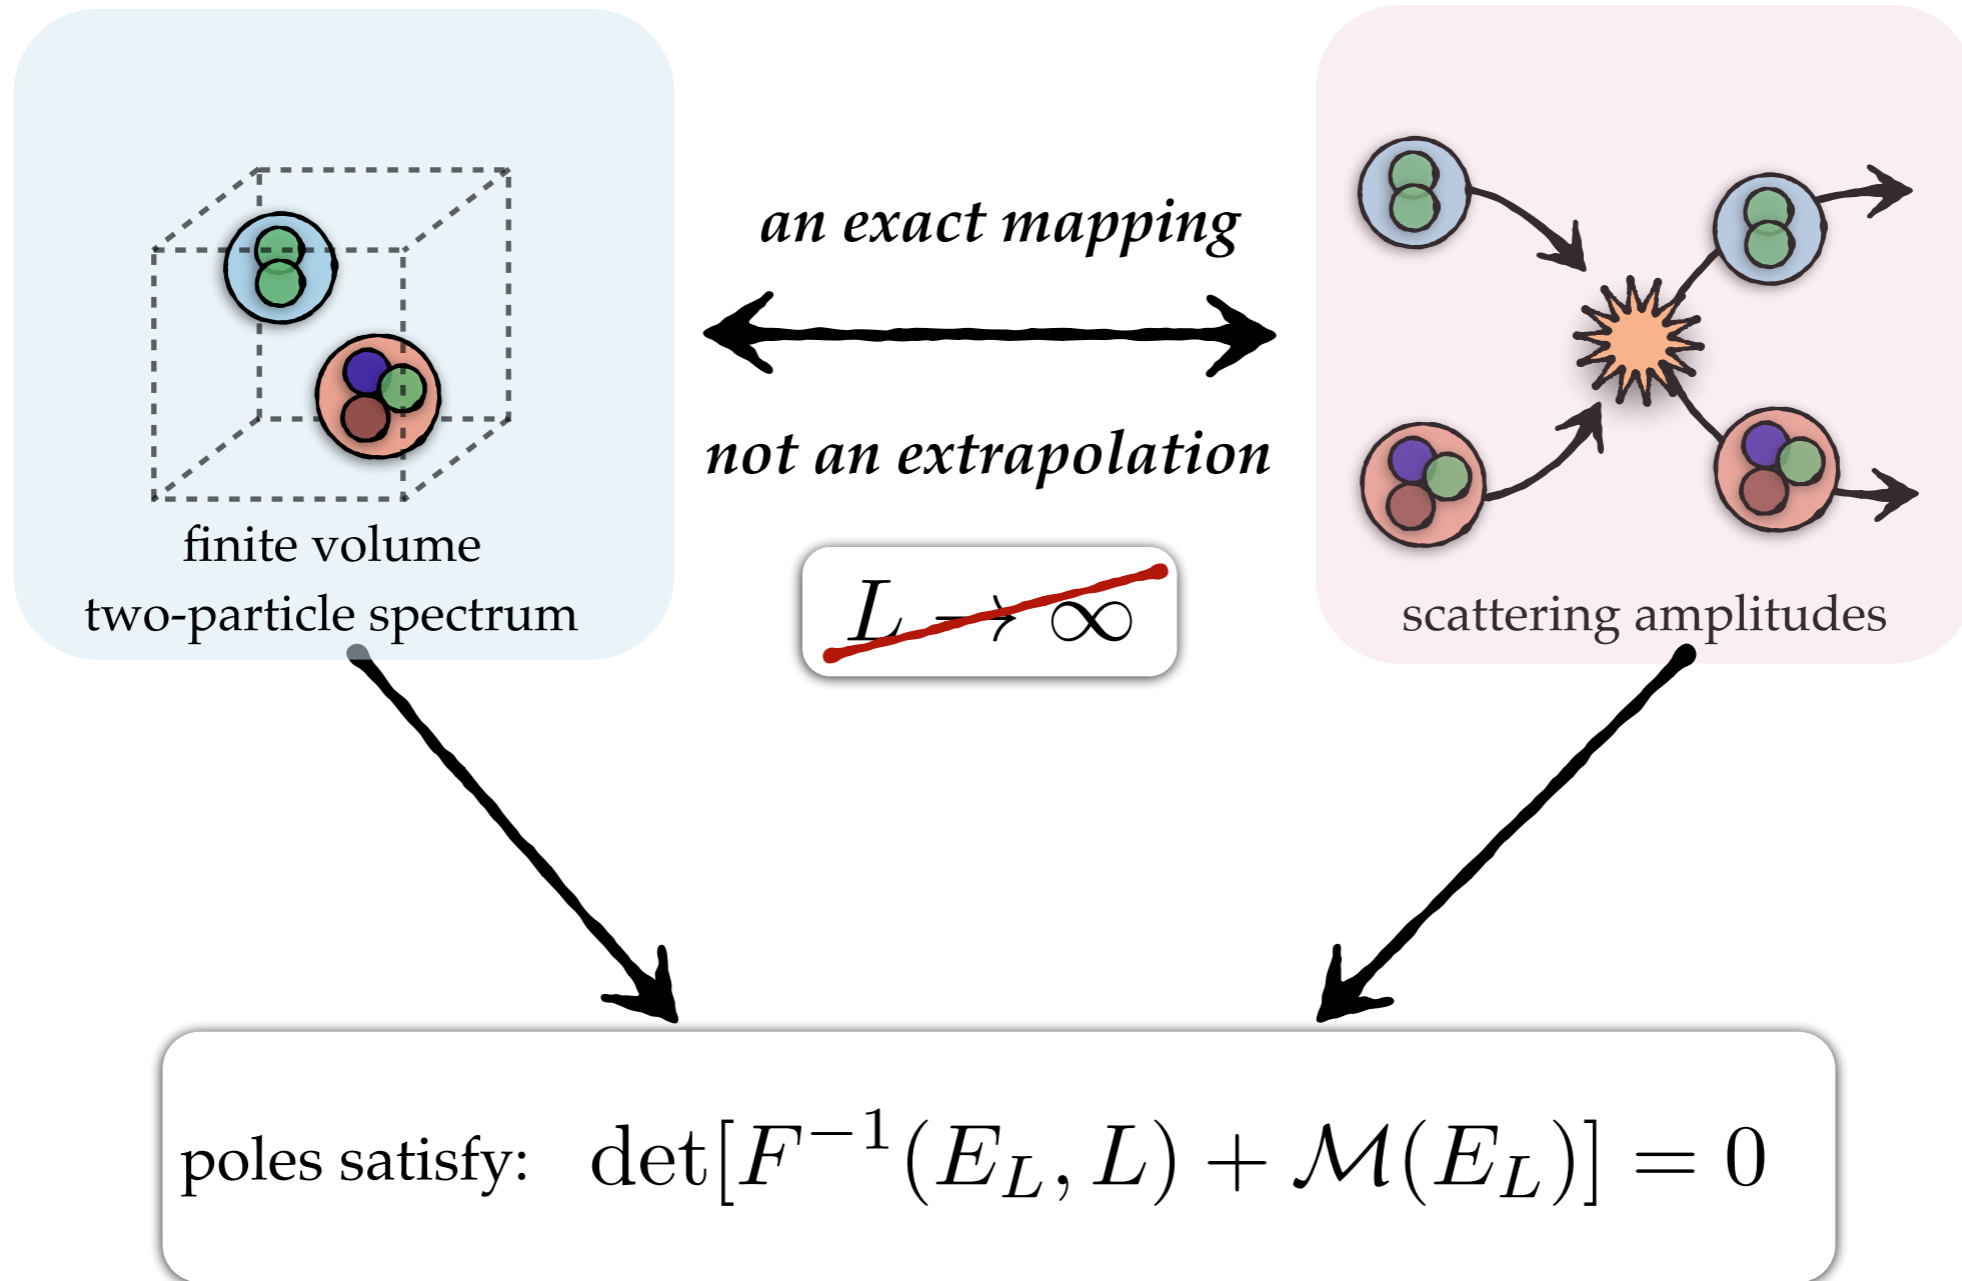 an exact mapping
not an extrapolation
L → ∞
finite volume
two-particle spectrum
scattering amplitudes
poles satisfy: det[F⁻¹(E_L, L) + ℳ(E_L)] = 0